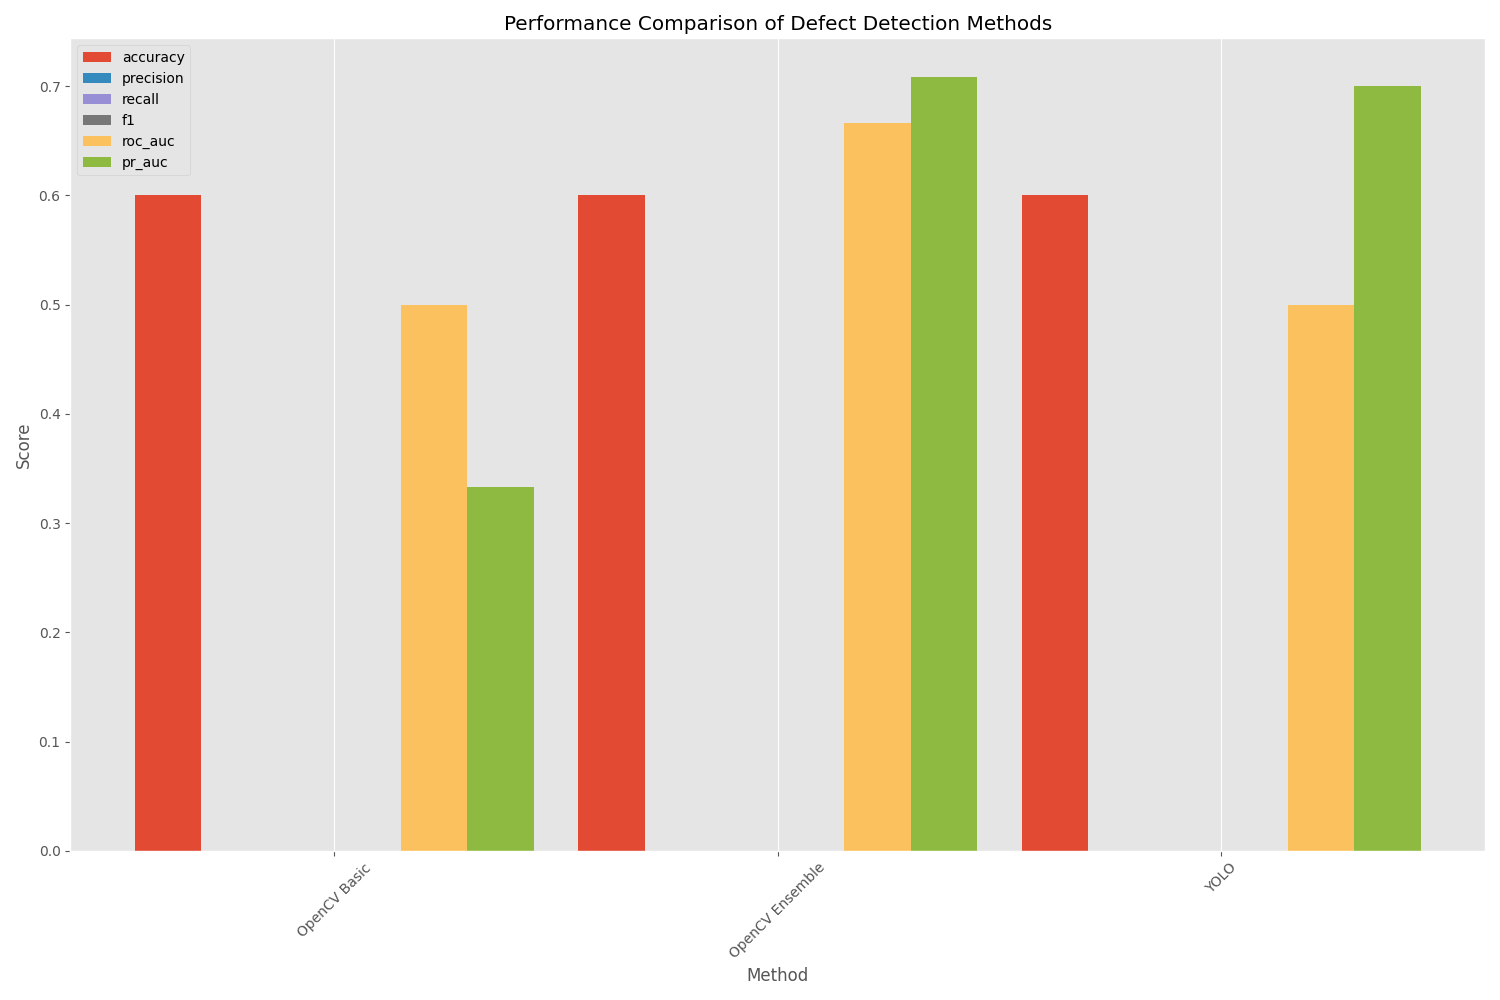 Performance Comparison of Defect Detection Methods
accuracy
precision
recall
f1
roc_auc
pr_auc
0.7
0.6
0.5
0.4
0.3
0.2
0.1
0.0
Score
OpenCV Basic
OpenCV Ensemble
YOLO
Method